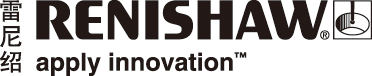 雷尼绍
RENISHAW®
apply innovation™